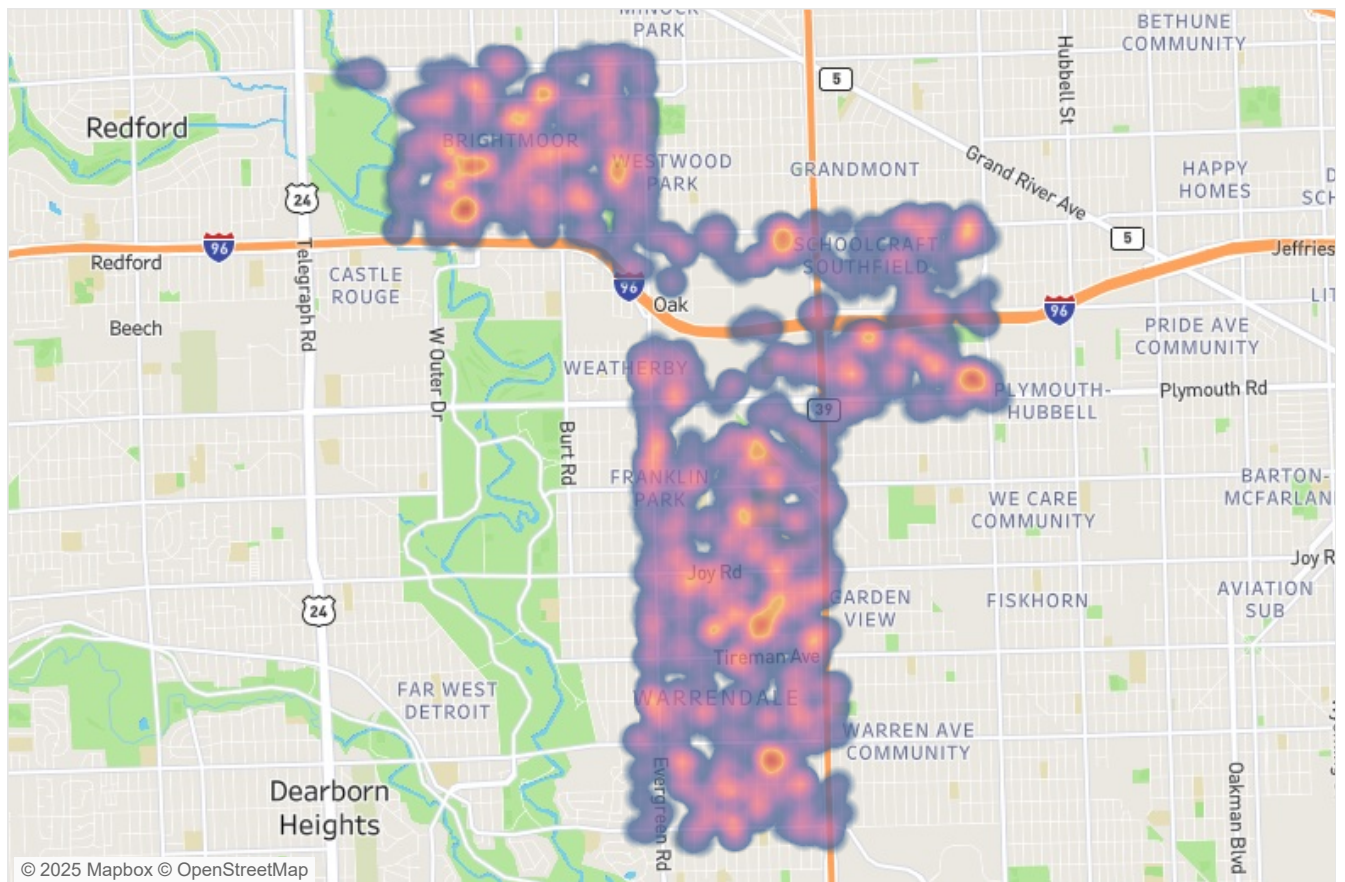 MINOCK
PARK
BETHUNE
COMMUNITY
Hubbell St
5
Redford
BRIGHTMOOR
WESTWOOD
PARK
GRANDMONT
Grand River Ave
HAPPY
HOMES
24
5
96
Telegraph Rd
Redford
CASTLE
ROUGE
SCHOOLCRAFT
SOUTHFIELD
Jeffries
96
Oak
96
Beech
W Outer Dr
PRIDE AVE
COMMUNITY
WEATHERBY
PLYMOUTH-
HUBBELL
Plymouth Rd
39
Burt Rd
FRANKLIN
PARK
WE CARE
COMMUNITY
BARTON-
MCFARLAN
Joy Rd
Joy R
24
GARDEN
VIEW
FISKHORN
AVIATION
SUB
Tireman Ave
FAR WEST
DETROIT
WARRENDALE
WARREN AVE
COMMUNITY
Dearborn
Heights
Evergreen Rd
Oakman Blvd
© 2025 Mapbox © OpenStreetMap